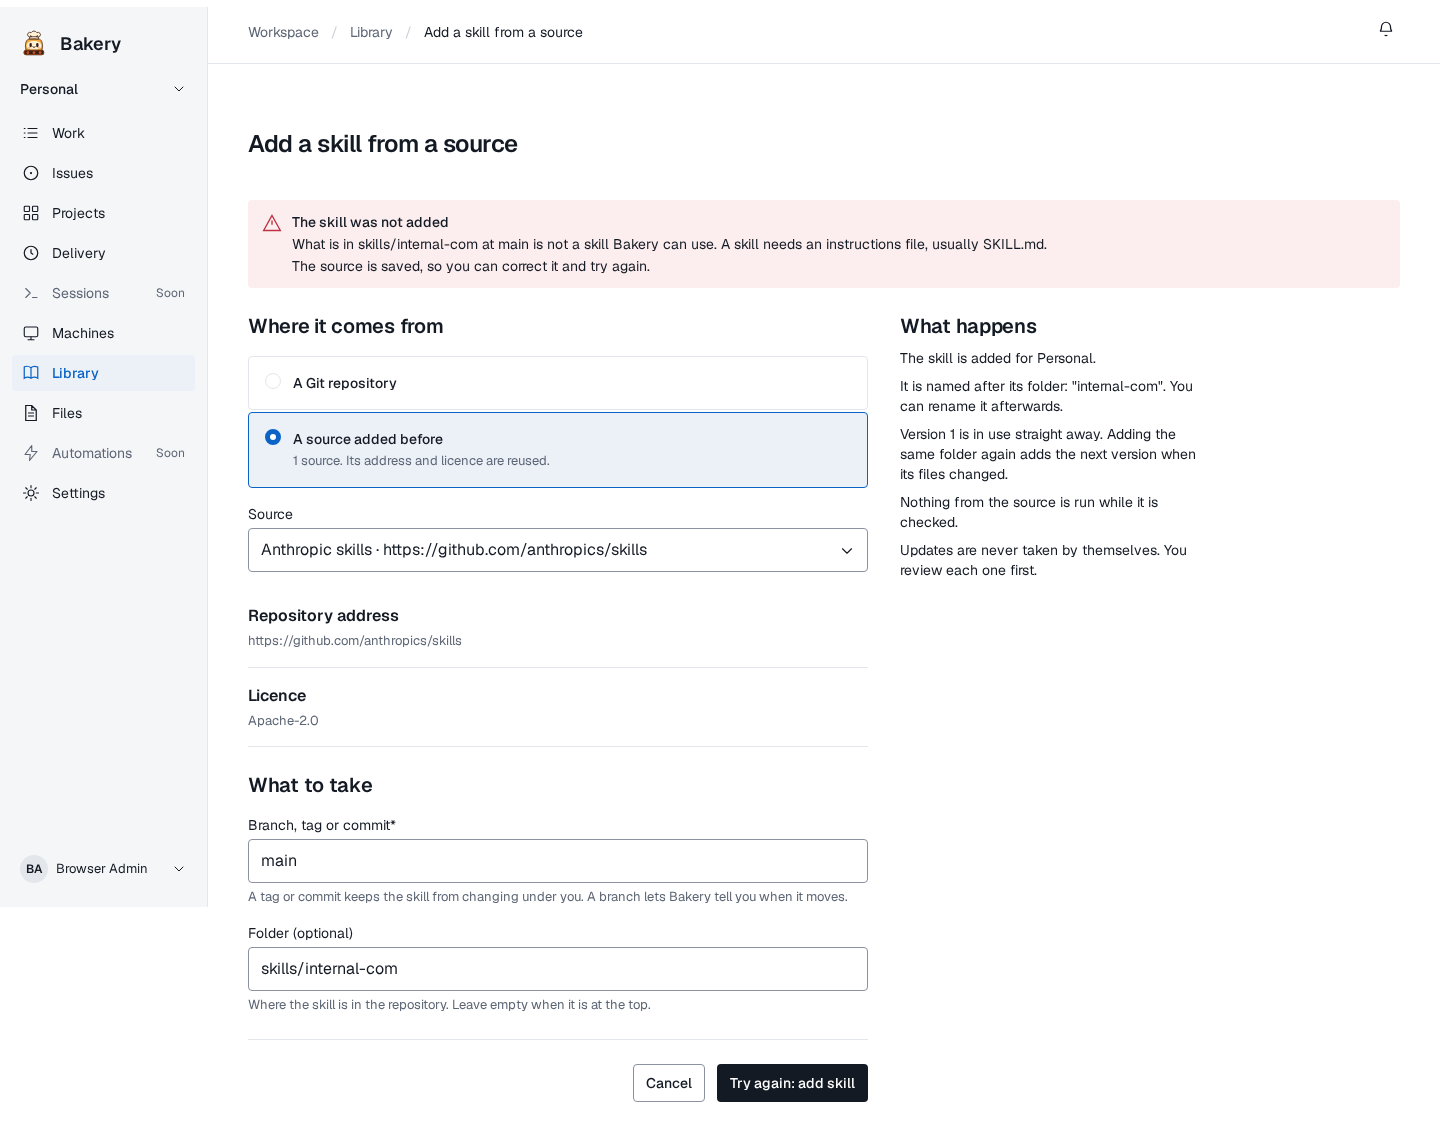 Bakery
Personal
Work
Issues
Projects
Delivery
Sessions Soon
Machines
Library
Files
Automations Soon
Settings
BA Browser Admin
Workspace / Library / Add a skill from a source
Add a skill from a source
The skill was not added
What is in skills/internal-com at main is not a skill Bakery can use. A skill needs an instructions file, usually SKILL.md.
The source is saved, so you can correct it and try again.
Where it comes from
A Git repository
A source added before
1 source. Its address and licence are reused.
Source
Anthropic skills · https://github.com/anthropics/skills
Repository address
https://github.com/anthropics/skills
Licence
Apache-2.0
What to take
Branch, tag or commit*
main
A tag or commit keeps the skill from changing under you. A branch lets Bakery tell you when it moves.
Folder (optional)
skills/internal-com
Where the skill is in the repository. Leave empty when it is at the top.
Cancel
Try again: add skill
What happens
The skill is added for Personal.
It is named after its folder: "internal-com". You
can rename it afterwards.
Version 1 is in use straight away. Adding the
same folder again adds the next version when
its files changed.
Nothing from the source is run while it is
checked.
Updates are never taken by themselves. You
review each one first.